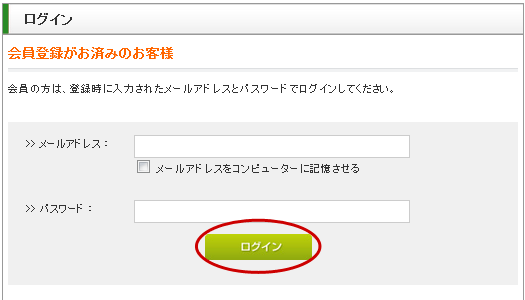 ログイン
会員登録がお済みのお客様
会員の方は、登録時に入力されたメールアドレスとパスワードでログインしてください。
>> メールアドレス：
メールアドレスをコンピューターに記憶させる
>> パスワード：
ログイン